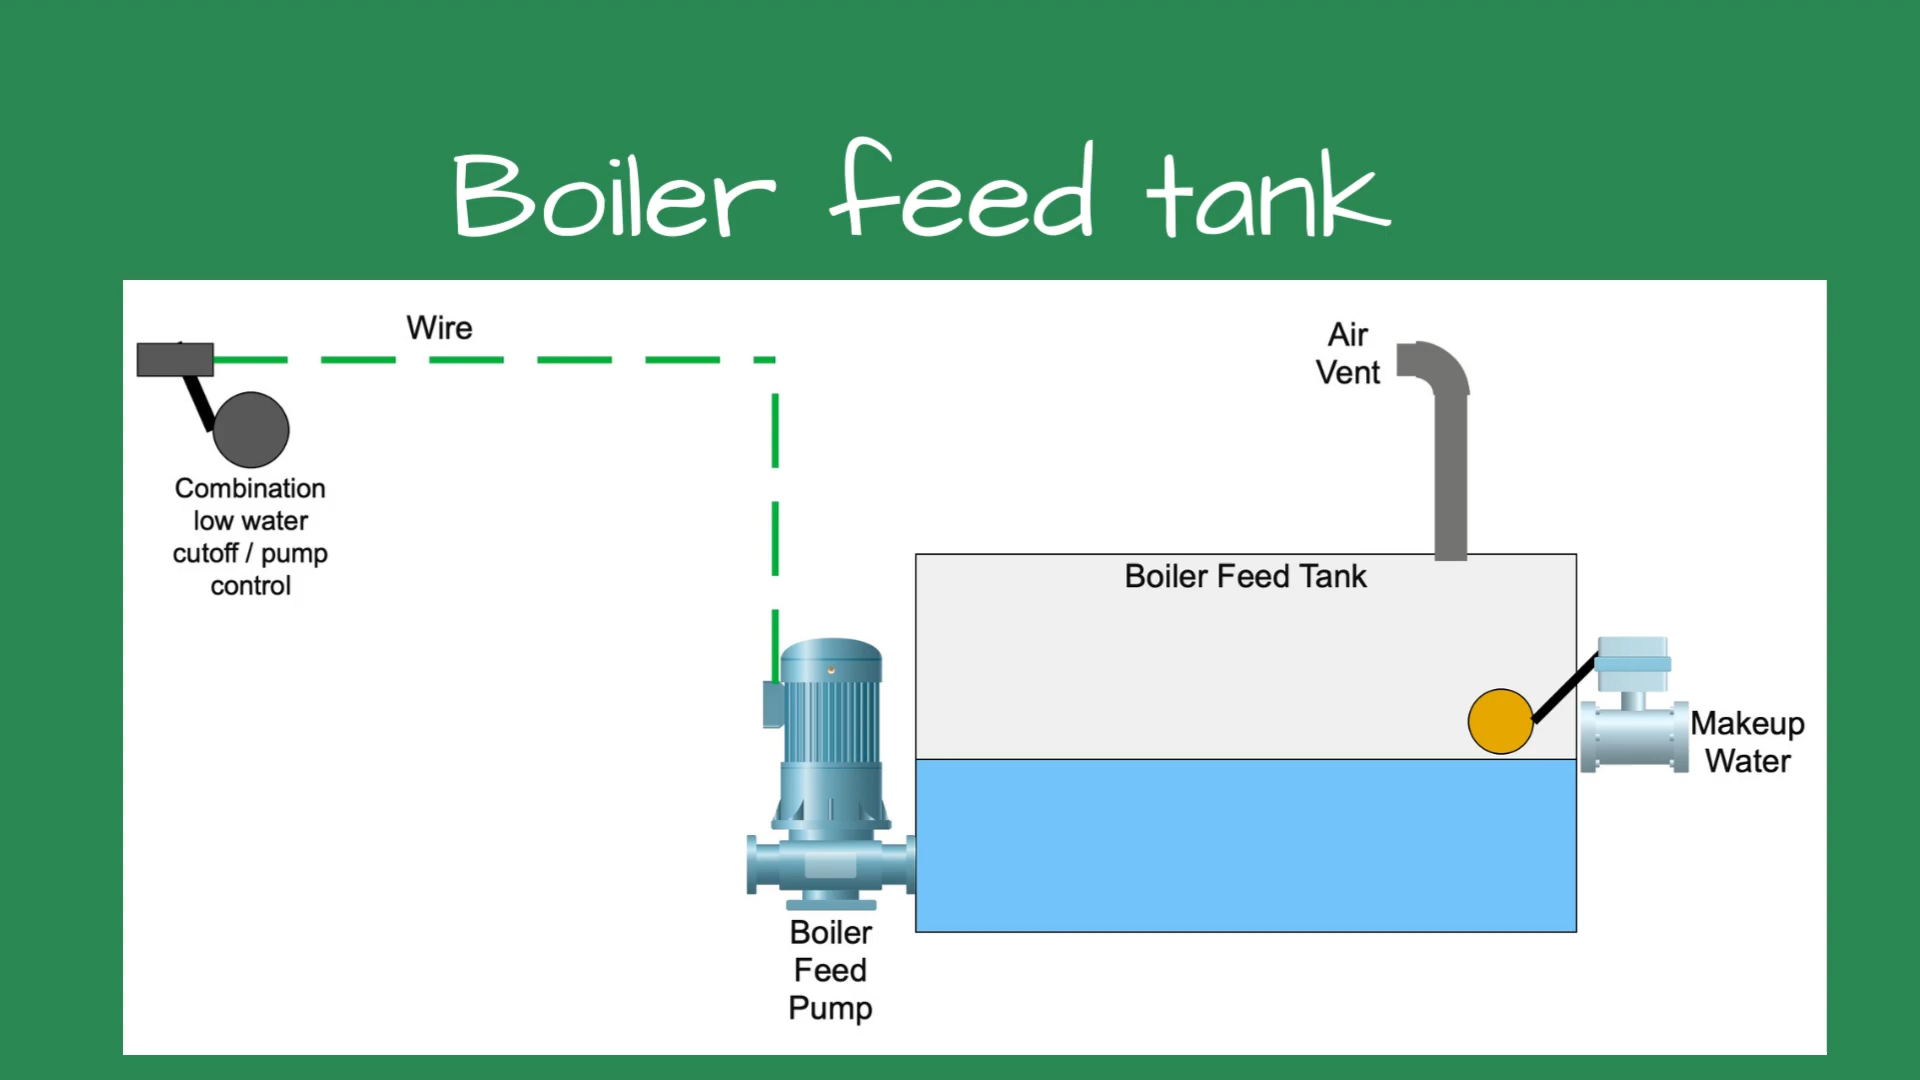 Boiler feed tank
Wire
Air
Vent
Combination
low water
cutoff / pump
control
Boiler Feed Tank
Makeup
Water
Boiler
Feed
Pump